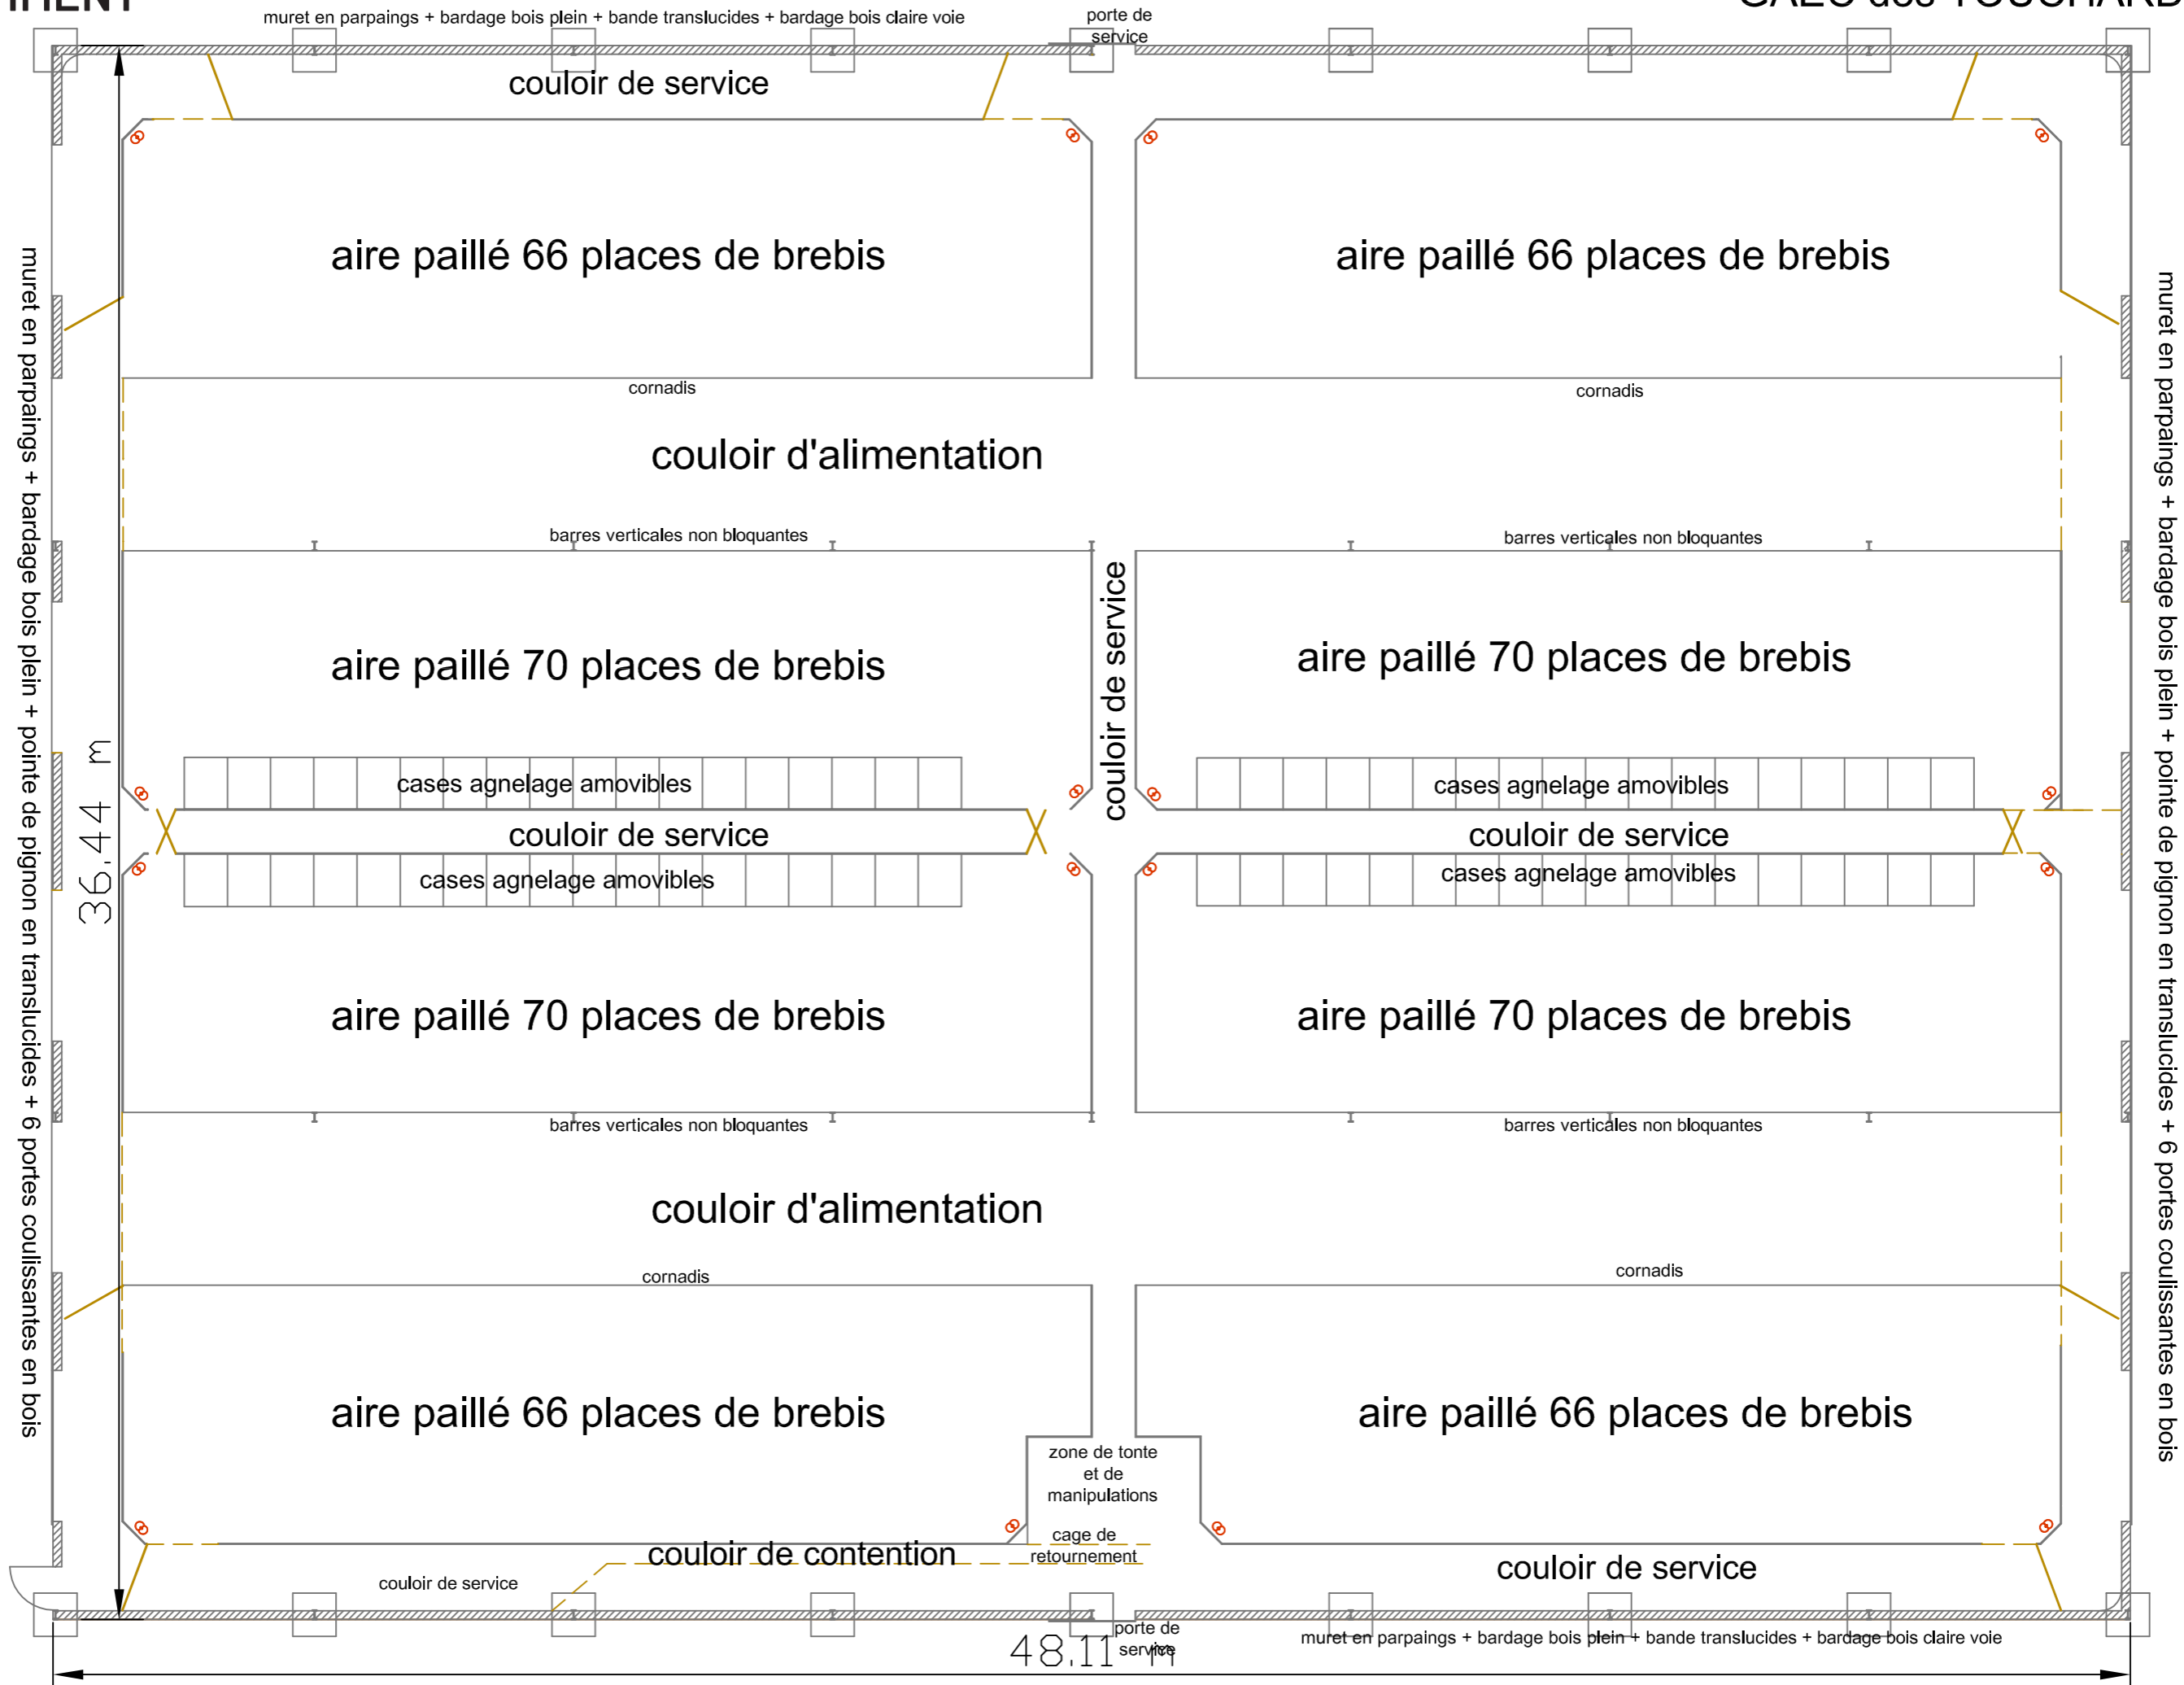 muret en parpaings + bardage bois plein + bande translucides + bardage bois claire voie
porte de
service
couloir de service
aire paillé 66 places de brebis
aire paillé 66 places de brebis
muret en parpaings + bardage bois plein + pointe de pignon en translucides + 6 portes coulissantes en bois
muret en parpaings + bardage bois plein + pointe de pignon en translucides + 6 portes coulissantes en bois
cornadis
cornadis
couloir d'alimentation
barres verticales non bloquantes
barres verticales non bloquantes
couloir de service
aire paillé 70 places de brebis
aire paillé 70 places de brebis
36.44 m
cases agnelage amovibles
cases agnelage amovibles
couloir de service
couloir de service
cases agnelage amovibles
cases agnelage amovibles
aire paillé 70 places de brebis
aire paillé 70 places de brebis
barres verticales non bloquantes
barres verticales non bloquantes
couloir d'alimentation
cornadis
cornadis
aire paillé 66 places de brebis
aire paillé 66 places de brebis
zone de tonte
et de
manipulations
cage de
retournement
couloir de contention
couloir de service
couloir de service
porte de
service
48.11 m
muret en parpaings + bardage bois plein + bande translucides + bardage bois claire voie